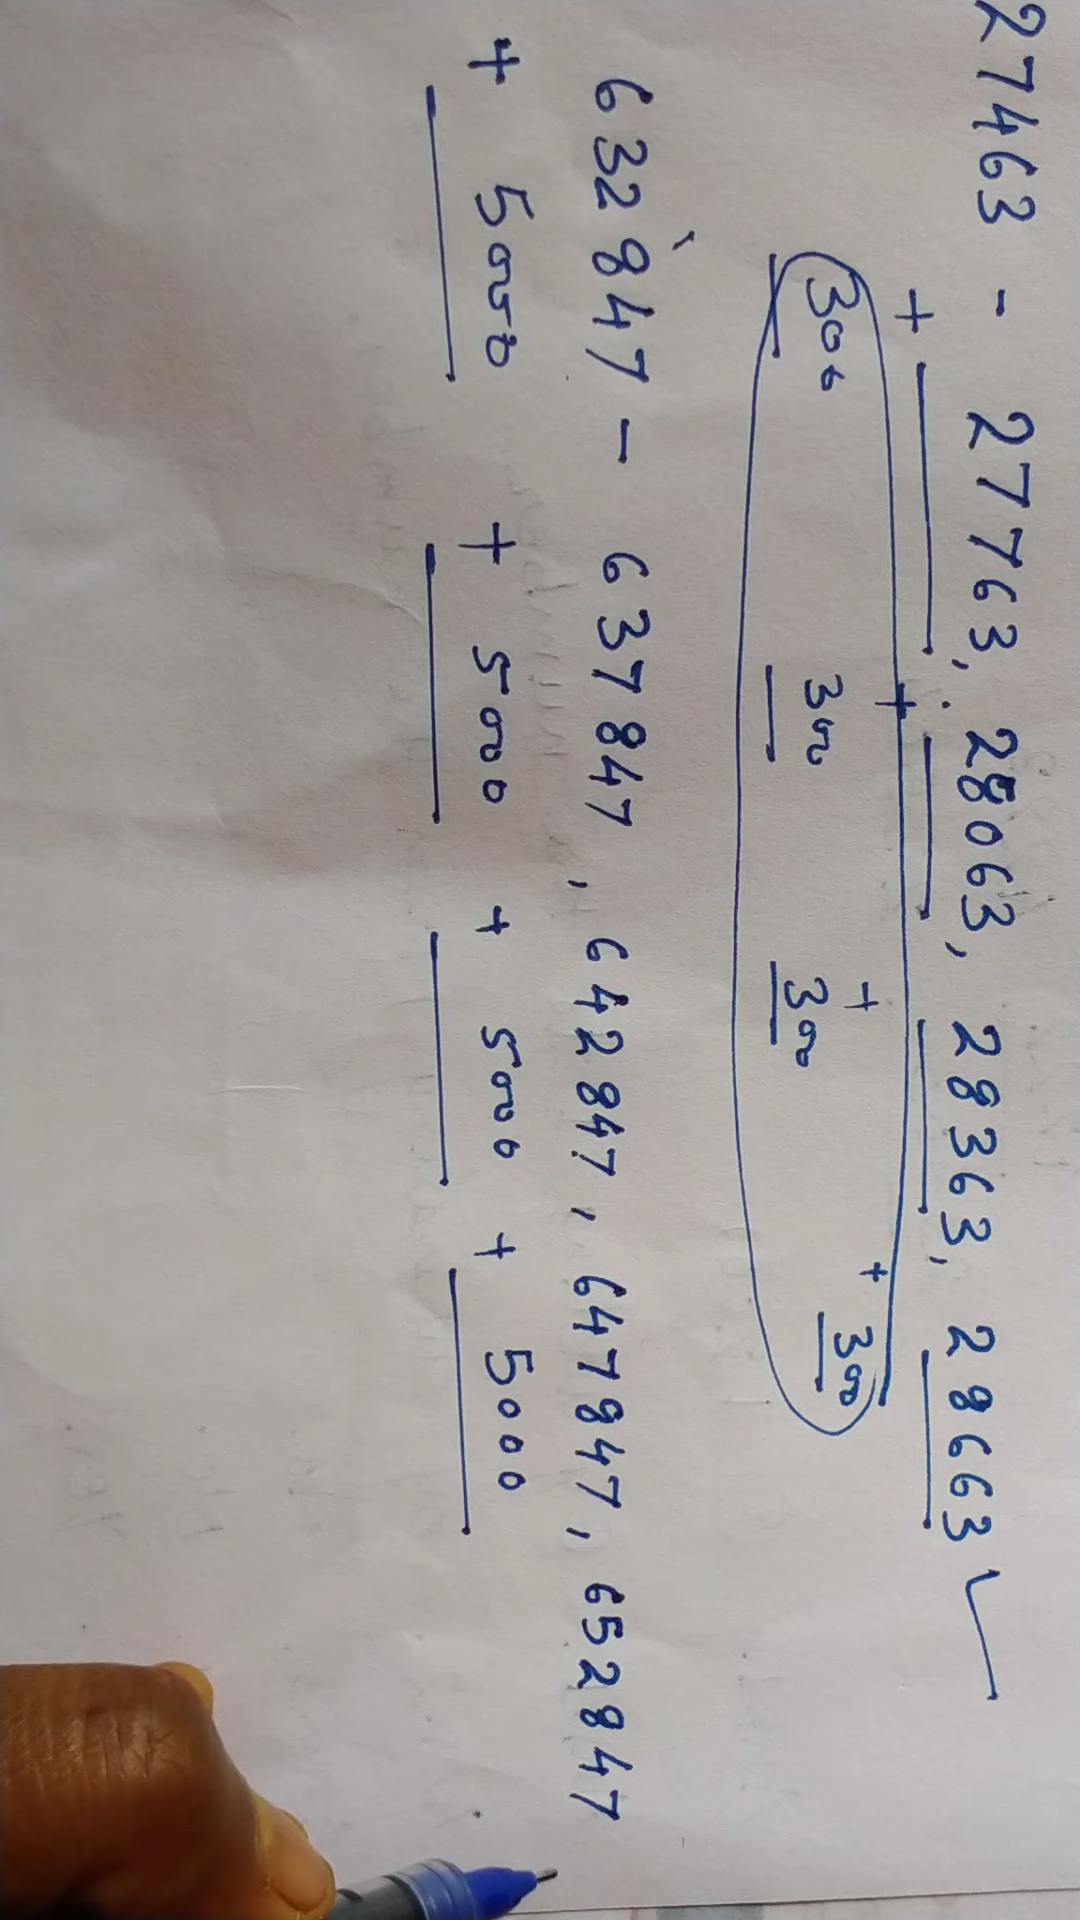 27463 - 27763, 28063, 28363, 28663 ✓
+ + + +
300 300 300 300
632847 - 637847, 642847, 647847, 652847
+ 5000 + 5000 + 5000 + 5000